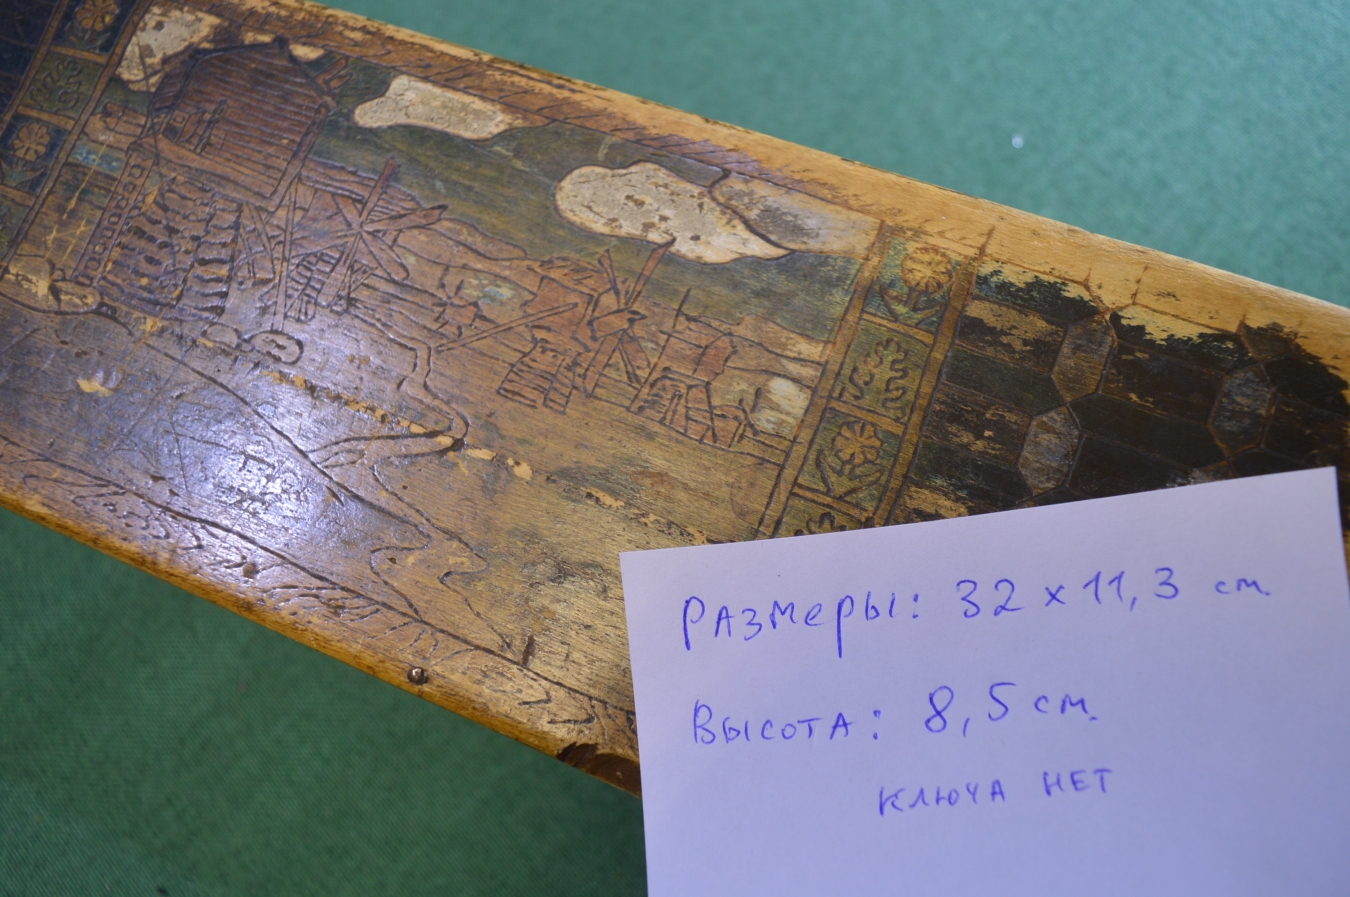 Размеры: 32 x 11,3 см.
Высота: 8,5 см.
ключа нет